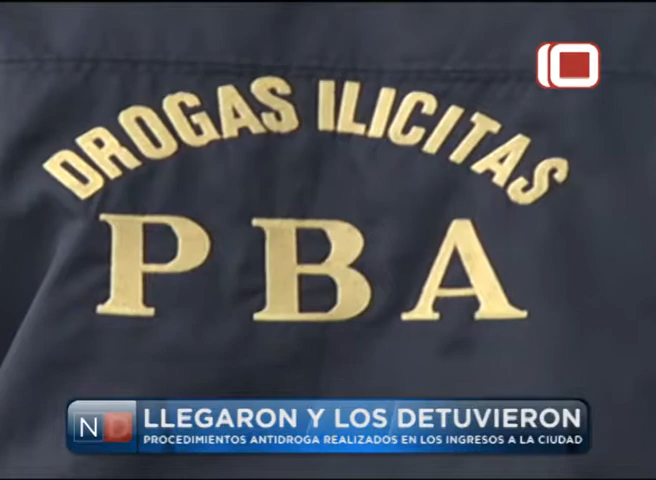 DROGAS ILICITAS
PBA
ND
LLEGARON Y LOS DETUVIERON
PROCEDIMIENTOS ANTIDROGA REALIZADOS EN LOS INGRESOS A LA CIUDAD